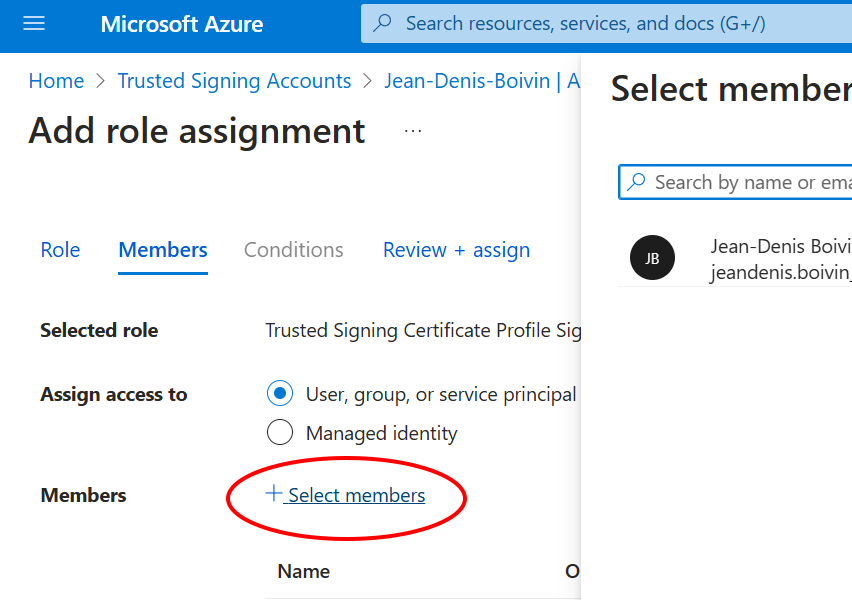 Microsoft Azure
Search resources, services, and docs (G+/)
Home > Trusted Signing Accounts > Jean-Denis-Boivin | A
Add role assignment ...
Role Members Conditions Review + assign
Selected role Trusted Signing Certificate Profile Sig
Assign access to User, group, or service principal
Managed identity
Members + Select members
Name O
Select member
Search by name or ema
JB Jean-Denis Boivi
jeandenis.boivin_